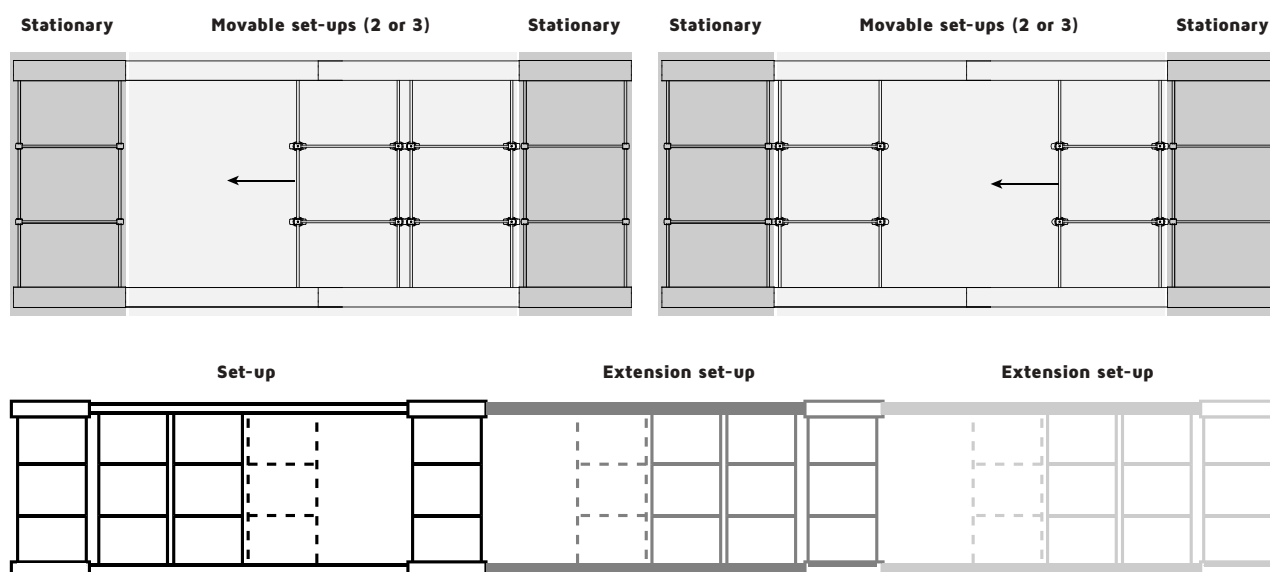 Stationary Movable set-ups (2 or 3) Stationary Stationary Movable set-ups (2 or 3) Stationary
Set-up Extension set-up Extension set-up